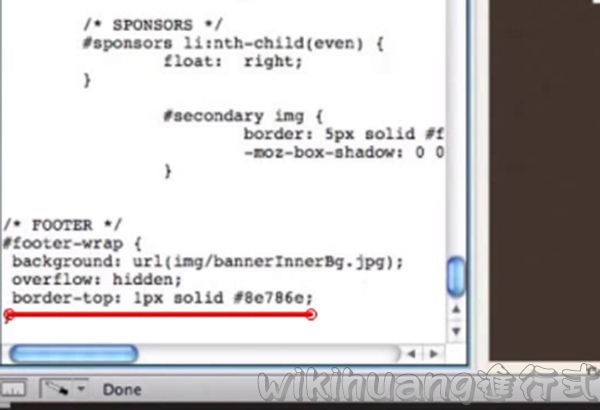 /* SPONSORS */
#sponsors li:nth-child(even) {
float: right;
}
#secondary img {
border: 5px solid #f
-moz-box-shadow: 0 0
}
/* FOOTER */
#footer-wrap {
background: url(img/bannerInnerBg.jpg);
overflow: hidden;
border-top: 1px solid #8e786e;
}
Done
wikihuang進行式